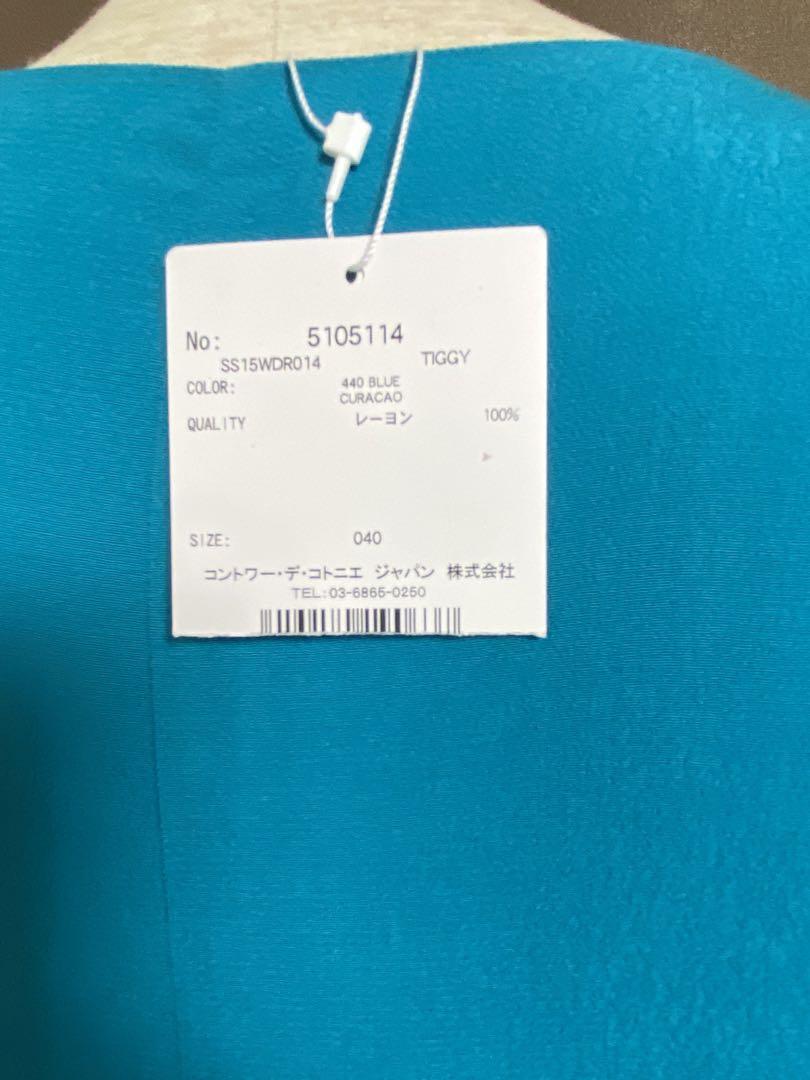 No: 5105114
SS15WDR014 TIGGY
COLOR: 440 BLUE
CURACAO
QUALITY レーヨン 100%
SIZE: 040
コントワー・デ・コトニエ ジャパン 株式会社
TEL:03-6865-0250